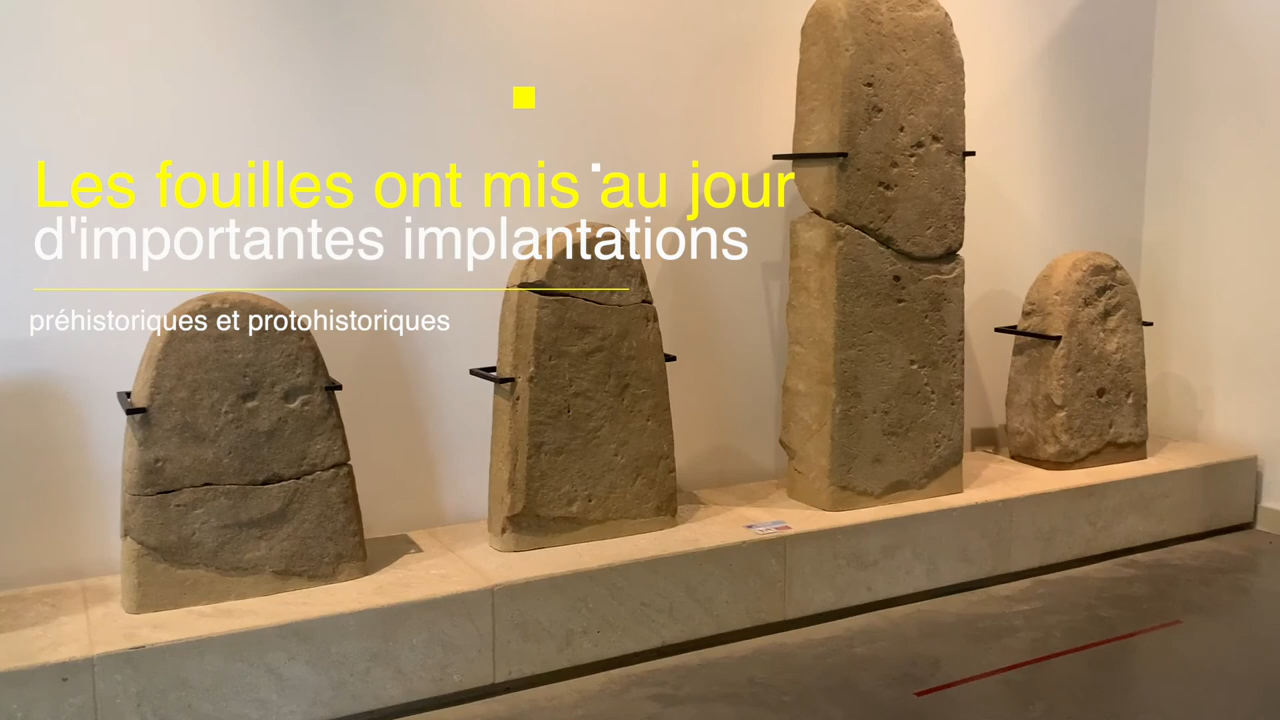 Les fouilles ont mis au jour
d'importantes implantations
préhistoriques et protohistoriques